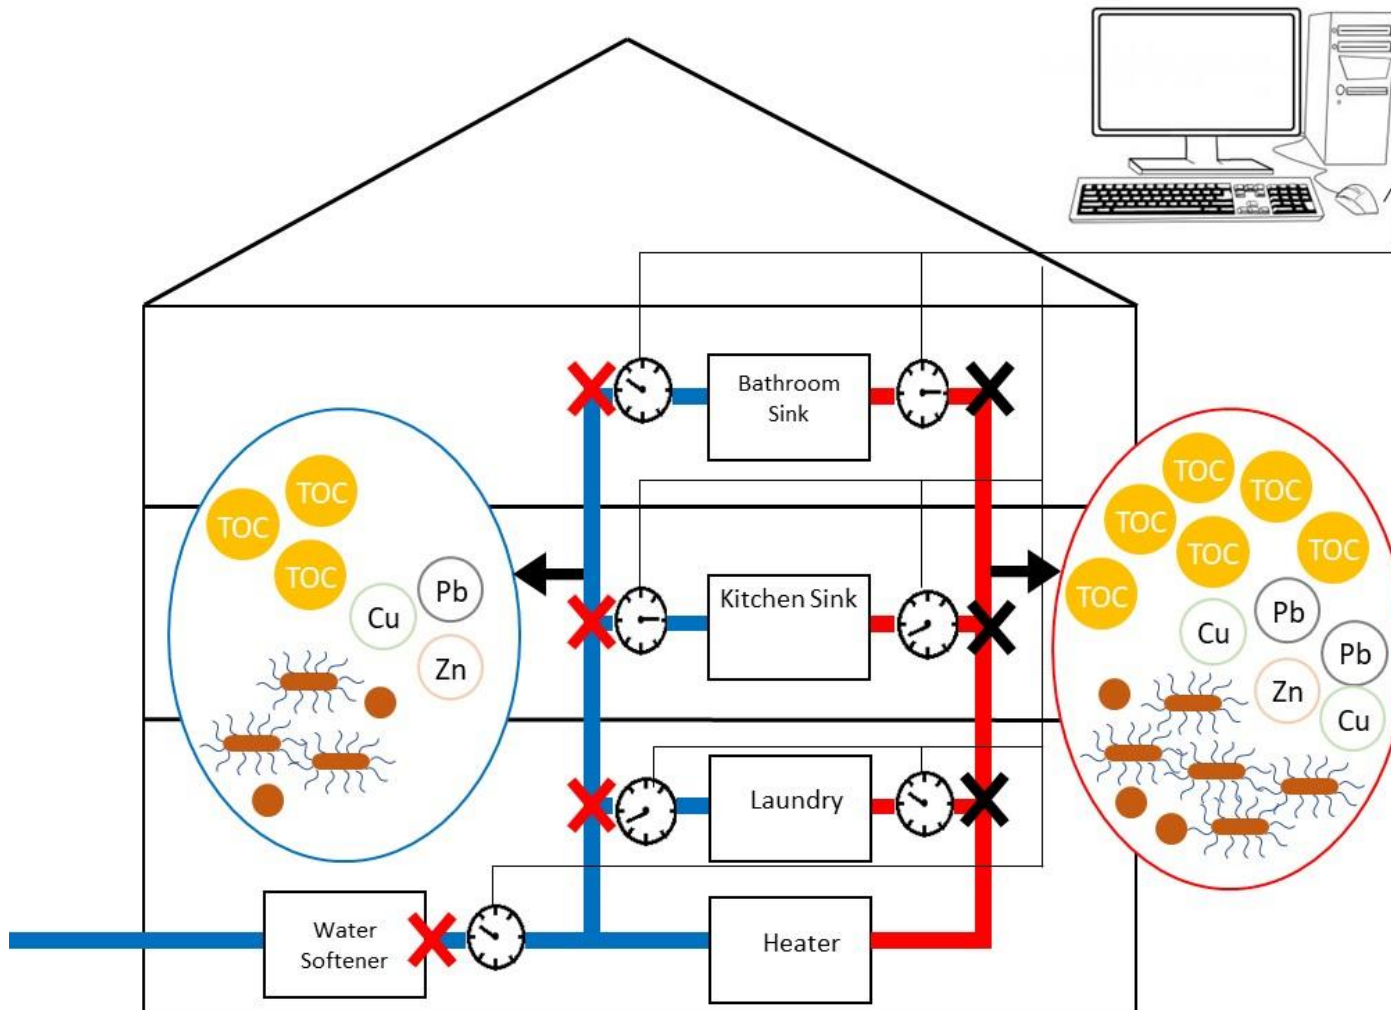 Bathroom
Sink
TOC
TOC
TOC
Cu
Pb
Zn
Kitchen Sink
TOC
TOC
TOC
TOC
TOC
TOC
Cu
Pb
Pb
Zn
Cu
Laundry
Water
Softener
Heater